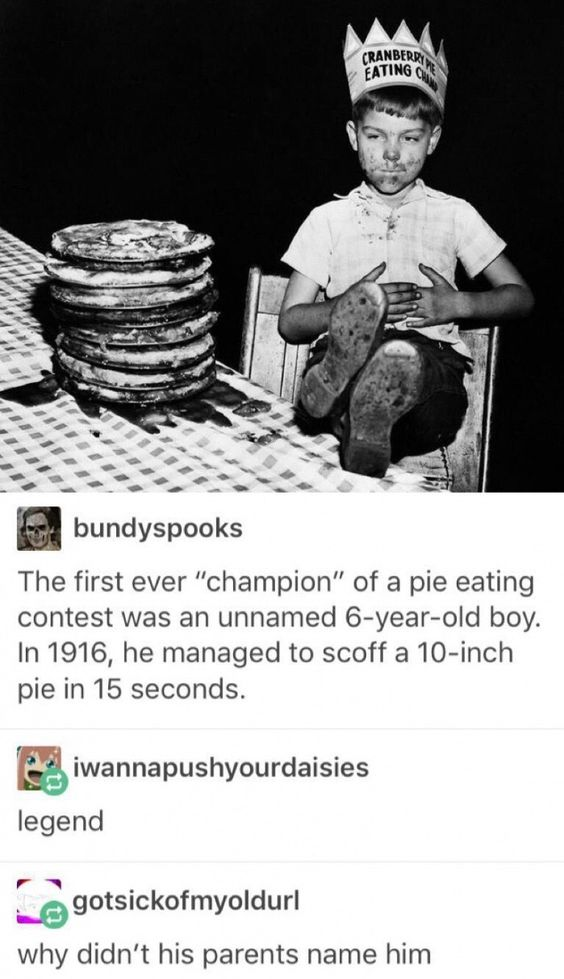 CRANBERRY PIE
EATING CHAMP
bundyspooks
The first ever “champion” of a pie eating
contest was an unnamed 6-year-old boy.
In 1916, he managed to scoff a 10-inch
pie in 15 seconds.
iwannapushyourdaisies
legend
gotsickofmyoldurl
why didn’t his parents name him